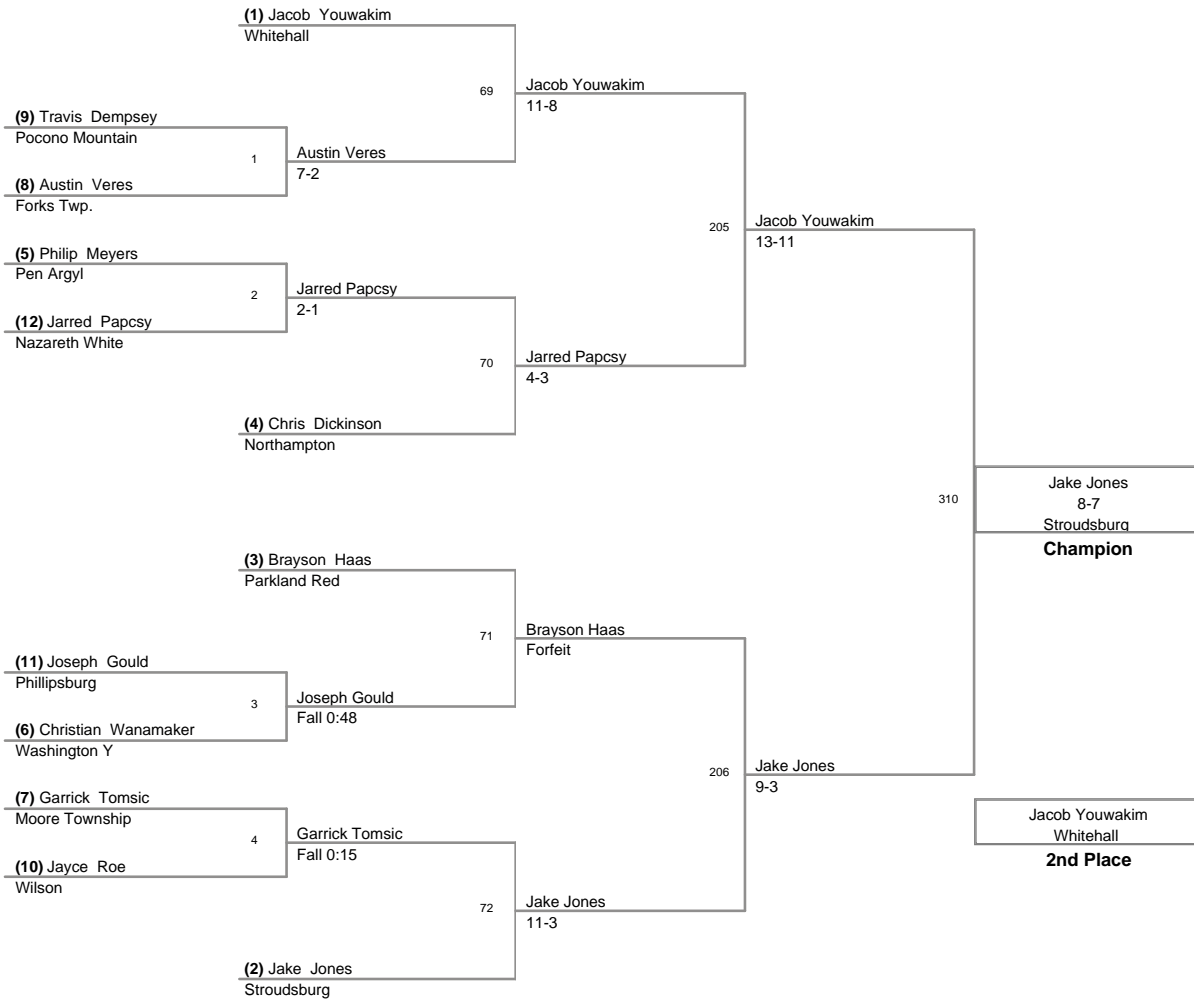 (1) Jacob Youwakim
Whitehall
69
Jacob Youwakim
11-8
(9) Travis Dempsey
Pocono Mountain
1
Austin Veres
7-2
(8) Austin Veres
Forks Twp.
205
Jacob Youwakim
13-11
(5) Philip Meyers
Pen Argyl
2
Jarred Papcsy
2-1
(12) Jarred Papcsy
Nazareth White
70
Jarred Papcsy
4-3
(4) Chris Dickinson
Northampton
310
Jake Jones
8-7
Stroudsburg
Champion
(3) Brayson Haas
Parkland Red
71
Brayson Haas
Forfeit
(11) Joseph Gould
Phillipsburg
3
Joseph Gould
Fall 0:48
(6) Christian Wanamaker
Washington Y
206
Jake Jones
9-3
(7) Garrick Tomsic
Moore Township
4
Garrick Tomsic
Fall 0:15
(10) Jayce Roe
Wilson
72
Jake Jones
11-3
(2) Jake Jones
Stroudsburg
Jacob Youwakim
Whitehall
2nd Place